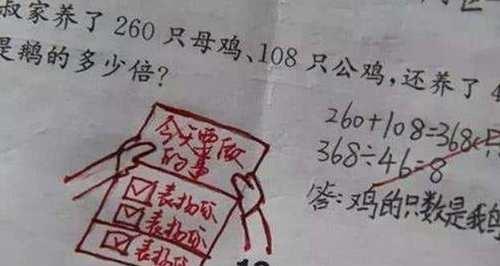 叔家养了 260 只母鸡、108 只公鸡，还养了 4
是鹅的多少倍？
260+108=368(只
368÷46=8
答：鸡的只数是我的
今天要做
的事
表扬你
表扬你
表扬你